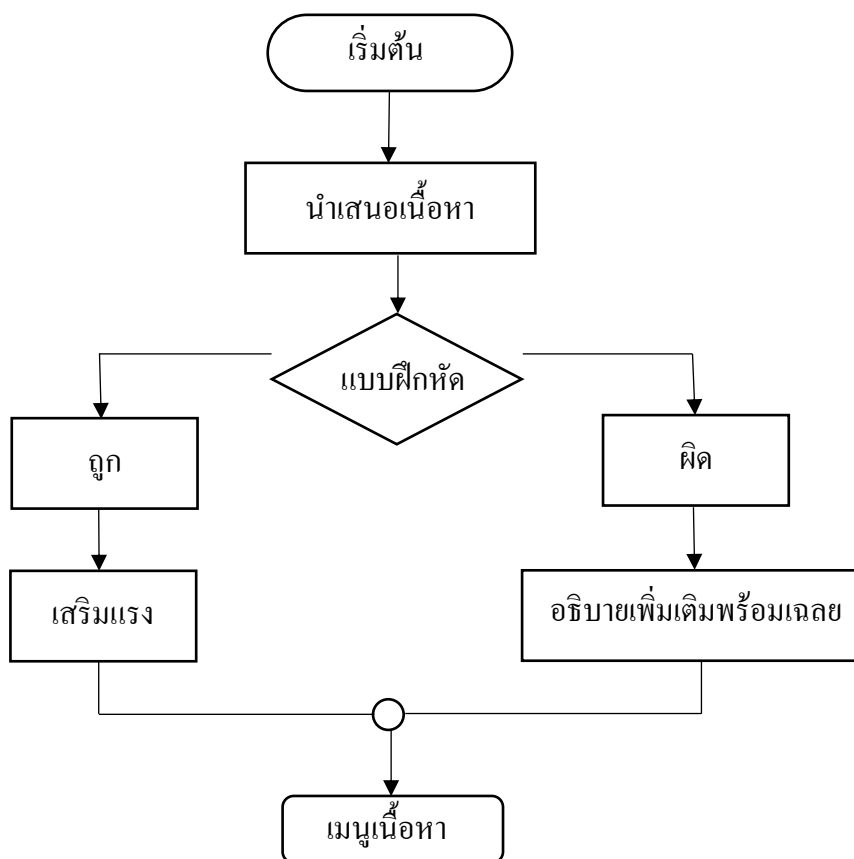 เริ่มต้น
นำเสนอเนื้อหา
แบบฝึกหัด
ถูก
ผิด
เสริมแรง
อธิบายเพิ่มเติมพร้อมเฉลย
เมนูเนื้อหา